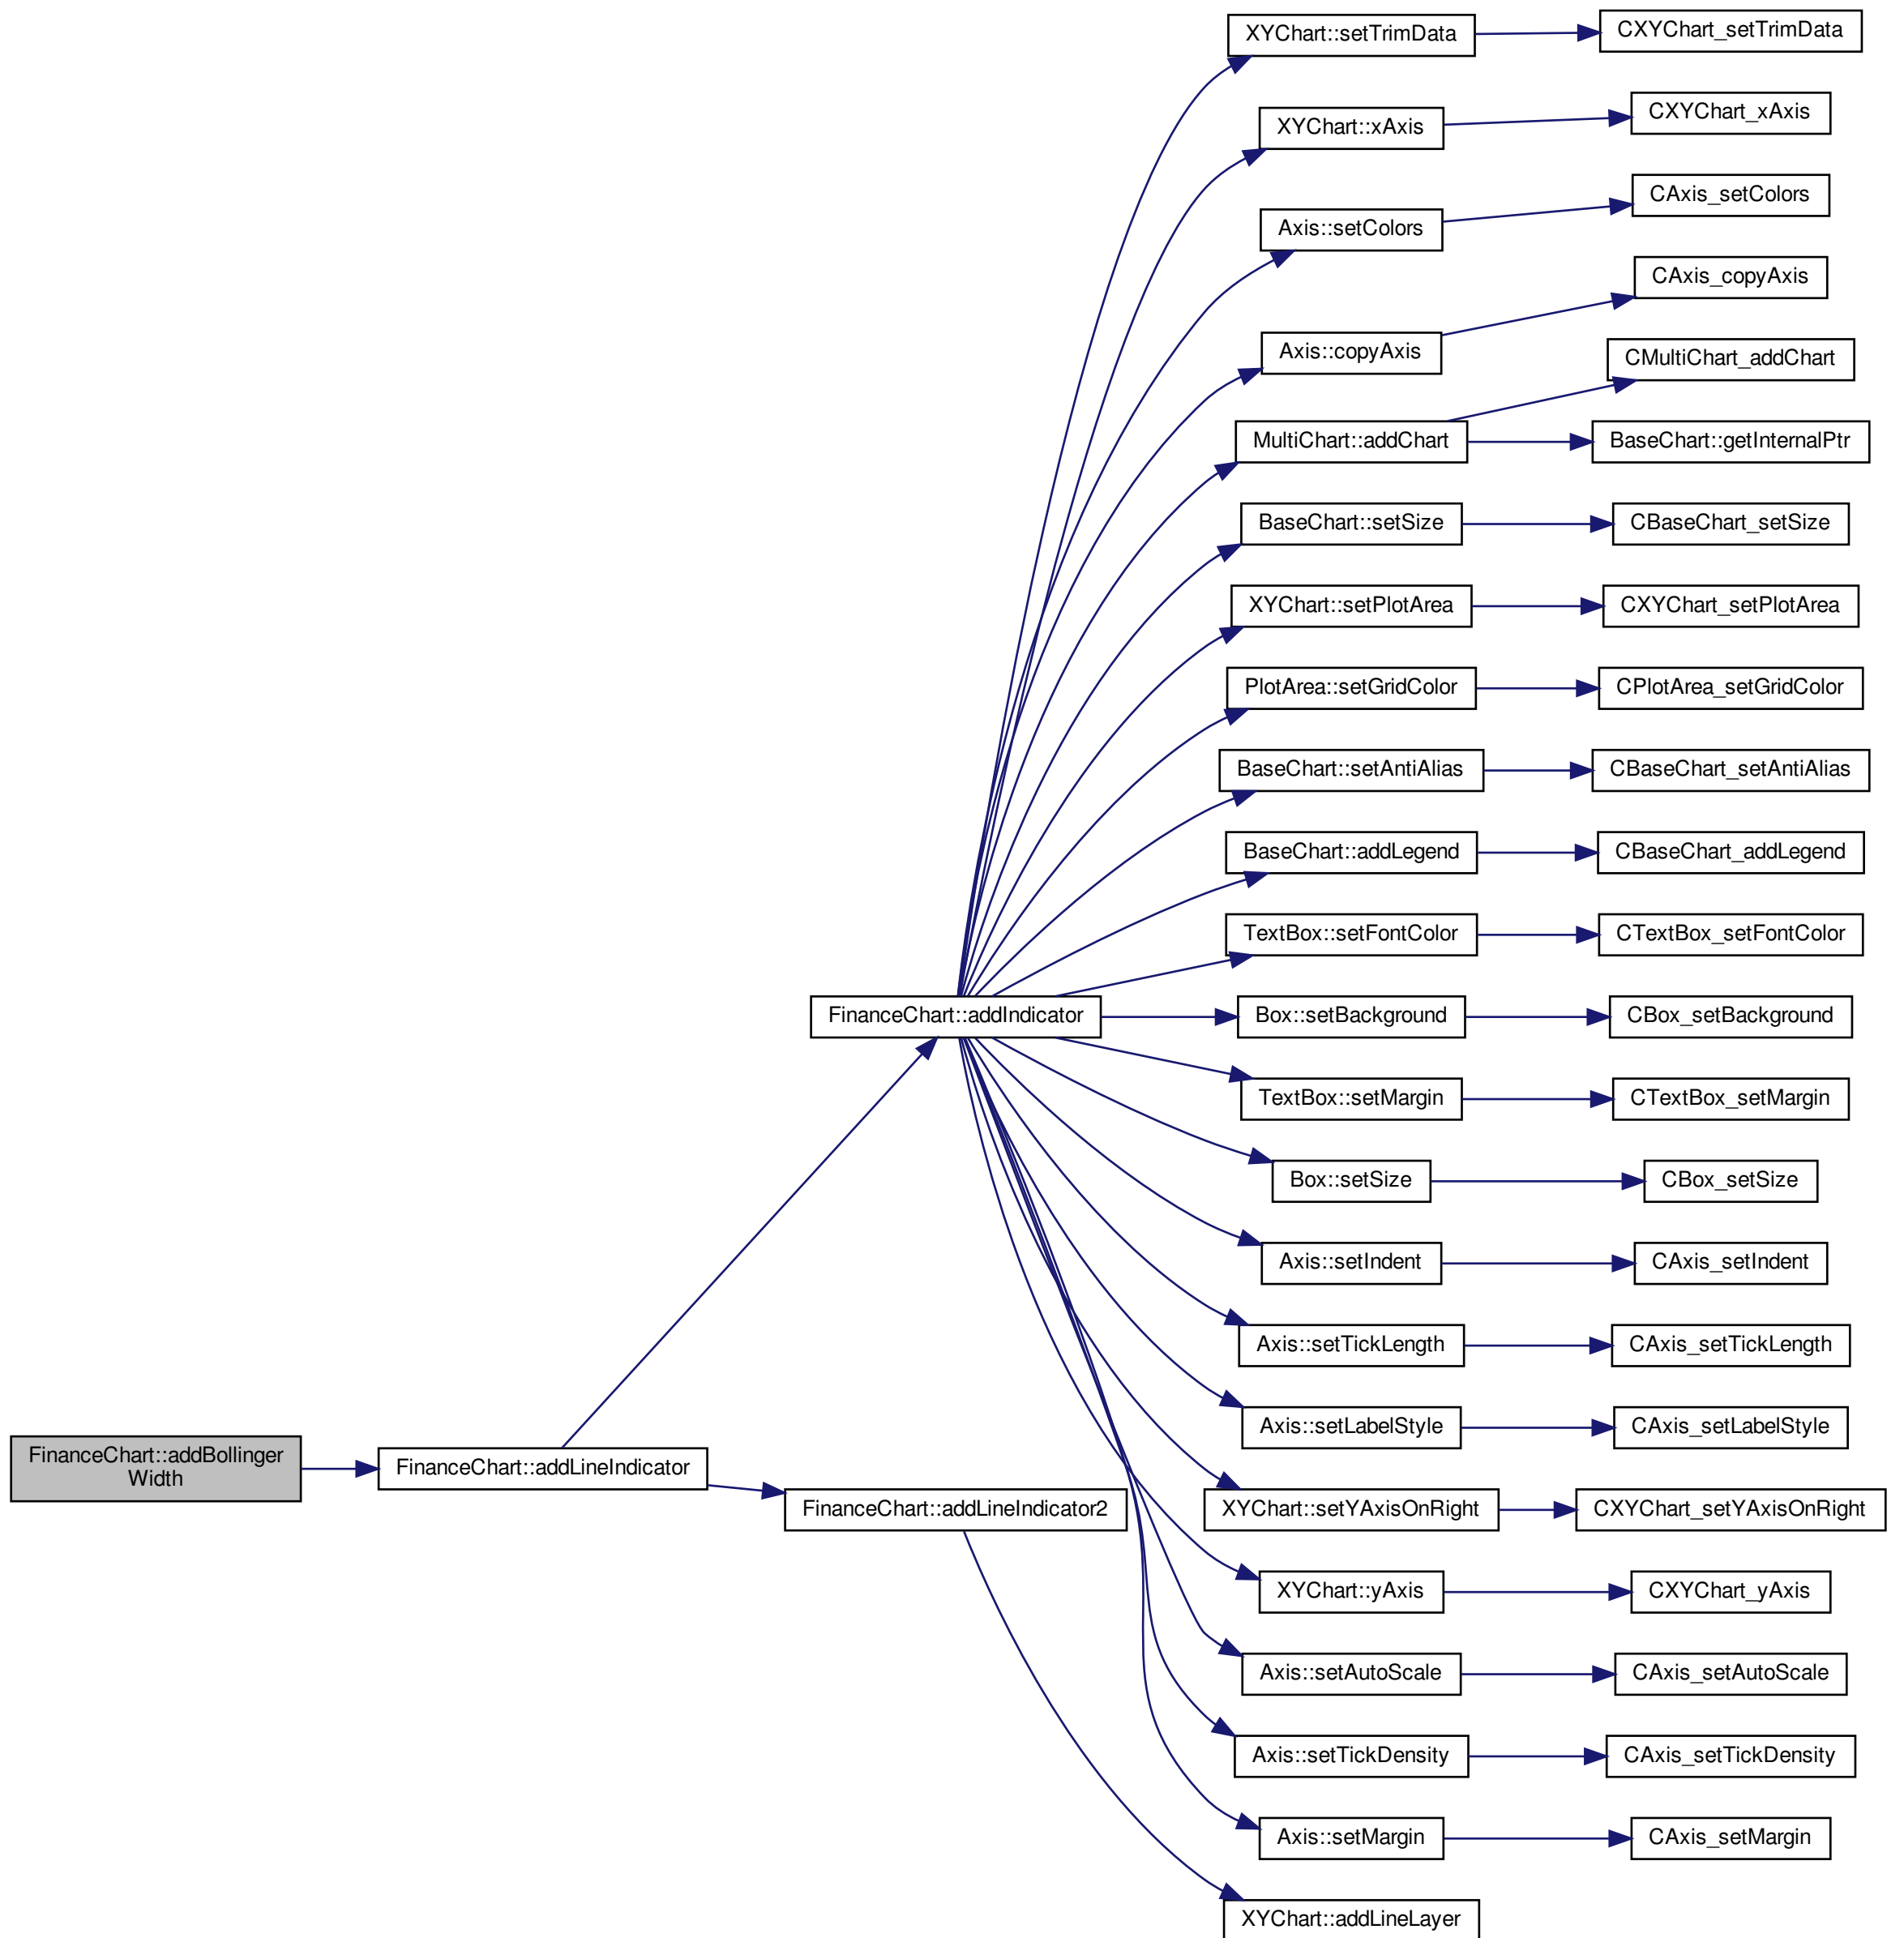 XYChart::setTrimData
CXYChart_setTrimData
XYChart::xAxis
CXYChart_xAxis
Axis::setColors
CAxis_setColors
Axis::copyAxis
CAxis_copyAxis
MultiChart::addChart
CMultiChart_addChart
BaseChart::getInternalPtr
BaseChart::setSize
CBaseChart_setSize
XYChart::setPlotArea
CXYChart_setPlotArea
PlotArea::setGridColor
CPlotArea_setGridColor
BaseChart::setAntiAlias
CBaseChart_setAntiAlias
BaseChart::addLegend
CBaseChart_addLegend
TextBox::setFontColor
CTextBox_setFontColor
FinanceChart::addIndicator
Box::setBackground
CBox_setBackground
TextBox::setMargin
CTextBox_setMargin
Box::setSize
CBox_setSize
Axis::setIndent
CAxis_setIndent
Axis::setTickLength
CAxis_setTickLength
Axis::setLabelStyle
CAxis_setLabelStyle
FinanceChart::addBollinger
Width
FinanceChart::addLineIndicator
FinanceChart::addLineIndicator2
XYChart::setYAxisOnRight
CXYChart_setYAxisOnRight
XYChart::yAxis
CXYChart_yAxis
Axis::setAutoScale
CAxis_setAutoScale
Axis::setTickDensity
CAxis_setTickDensity
Axis::setMargin
CAxis_setMargin
XYChart::addLineLayer